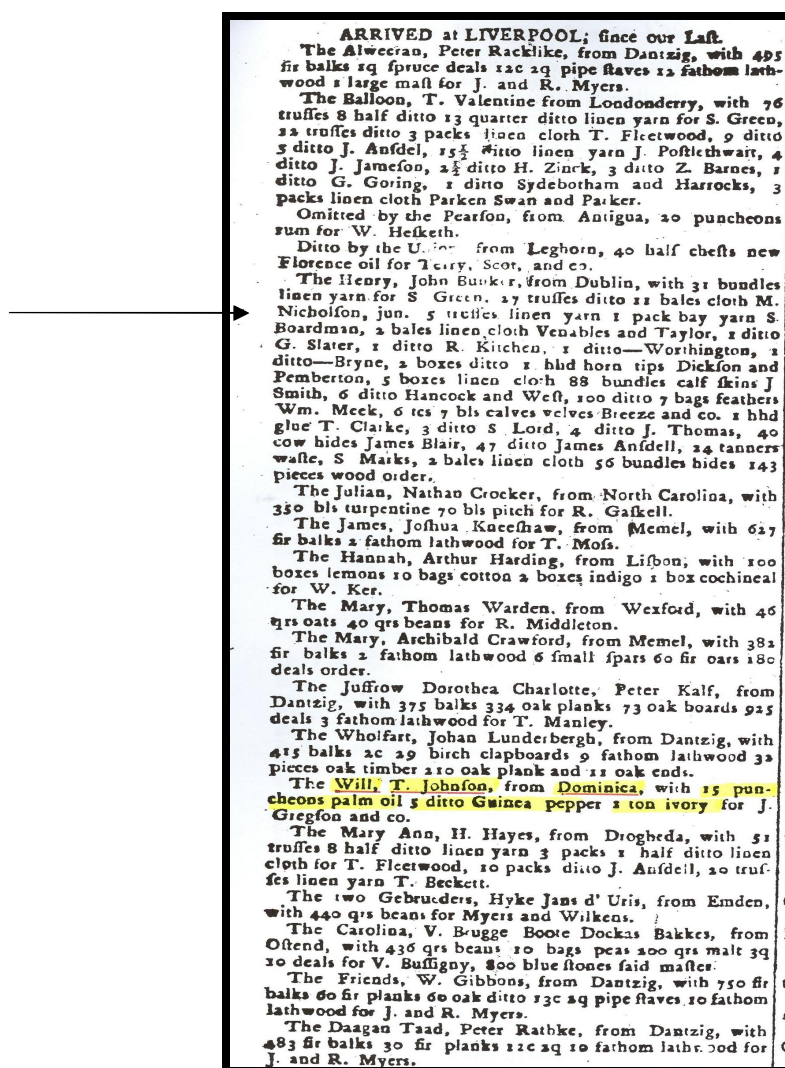 ARRIVED at LIVERPOOL; ſince our Laſt.
The Alweeran, Peter Racklike, from Dantzig, with 495
fir balks 1q ſpruce deals 12c 2q pipe ſtaves 12 fathom lath-
wood 1 large maſt for J. and R. Myers.
The Balloon, T. Valentine from Londonderry, with 76
truſſes 8 half ditto 13 quarter ditto linen yarn for S. Green,
12 truſſes ditto 3 packs linen cloth T. Fleetwood, 9 ditto
5 ditto J. Anſdel, 15½ ditto linen yarn J. Poſtlethwait, 4
ditto J. Jameſon, 2½ ditto H. Zinck, 3 ditto Z. Barnes, 1
ditto G. Goring, 1 ditto Sydebotham and Harrocks, 3
packs linen cloth Parken Swan and Parker.
Omitted by the Pearſon, from Antigua, 20 puncheons
rum for W. Heſketh.
Ditto by the from Leghorn, 40 half cheſts new
Florence oil for Terry, Scot, and co.
The Henry, John Bunker, from Dublin, with 31 bundles
linen yarn for S Green, 27 truſſes ditto 11 bales cloth M.
Nicholſon, jun. 5 truſſes linen yarn 1 pack bay yarn S.
Boardman, 2 bales linen cloth Venables and Taylor, 1 ditto
G. Slater, 1 ditto R. Kitchen, 1 ditto—Worthington, 1
ditto—Bryne, 2 boxes ditto 1 hhd horn tips Dickſon and
Pemberton, 5 boxes linen cloth 88 bundles calf ſkins J
Smith, 6 ditto Hancock and Weſt, 100 ditto 7 bags feathers
Wm. Meek, 6 tcs 7 bls calves velves Breeze and co. 1 hhd
glue T. Clarke, 3 ditto S Lord, 4 ditto J. Thomas, 40
cow hides James Blair, 47 ditto James Anſdell, 24 tanners
waſte, S Marks, 2 bales linen cloth 56 bundles hides 143
pieces wood order.
The Julian, Nathan Crocker, from North Carolina, with
350 bls turpentine 70 bls pitch for R. Gaſkell.
The James, Joſhua Kneeſhaw, from Memel, with 627
fir balks 2 fathom lathwood for T. Moſs.
The Hannah, Arthur Harding, from Liſbon, with 100
boxes lemons 10 bags cotton 2 boxes indigo 1 box cochineal
for W. Ker.
The Mary, Thomas Warden, from Wexford, with 46
qrs oats 40 qrs beans for R. Middleton.
The Mary, Archibald Crawford, from Memel, with 382
fir balks 2 fathom lathwood 6 ſmall ſpars 60 fir oars 180
deals order.
The Juffrow Dorothea Charlotte, Peter Kalf, from
Dantzig, with 375 balks 334 oak planks 73 oak boards 925
deals 3 fathom lathwood for T. Manley.
The Wholfart, Johan Lunderbergh, from Dantzig, with
415 balks 2c 29 birch clapboards 9 fathom lathwood 32
pieces oak timber 210 oak plank and 11 oak ends.
The Will, T. Johnſon, from Dominica, with 15 pun-
cheons palm oil 5 ditto Guinea pepper 1 ton ivory for J.
Gregſon and co.
The Mary Ann, H. Hayes, from Drogheda, with 51
truſſes 8 half ditto linen yarn 3 packs 1 half ditto linen
cloth for T. Fleetwood, 10 packs ditto J. Anſdell, 20 truſ-
ſes linen yarn T. Beckett.
The two Gebrueders, Hyke Jans d' Uris, from Emden,
with 440 qrs beans for Myers and Wilkens.
The Carolina, V. Brugge Boote Dockas Bakkes, from
Oſtend, with 436 qrs beans 10 bags peas 200 qrs malt 3q
10 deals for V. Buſſigny, 800 blue ſtones ſaid maſter.
The Friends, W. Gibbons, from Dantzig, with 750 fir
balks 60 fir planks 60 oak ditto 13c 2q pipe ſtaves 10 fathom
lathwood for J. and R. Myers.
The Daagan Taad, Peter Rathke, from Dantzig, with
483 fir balks 30 fir planks 12c 2q 10 fathom for
J. and R. Myers.